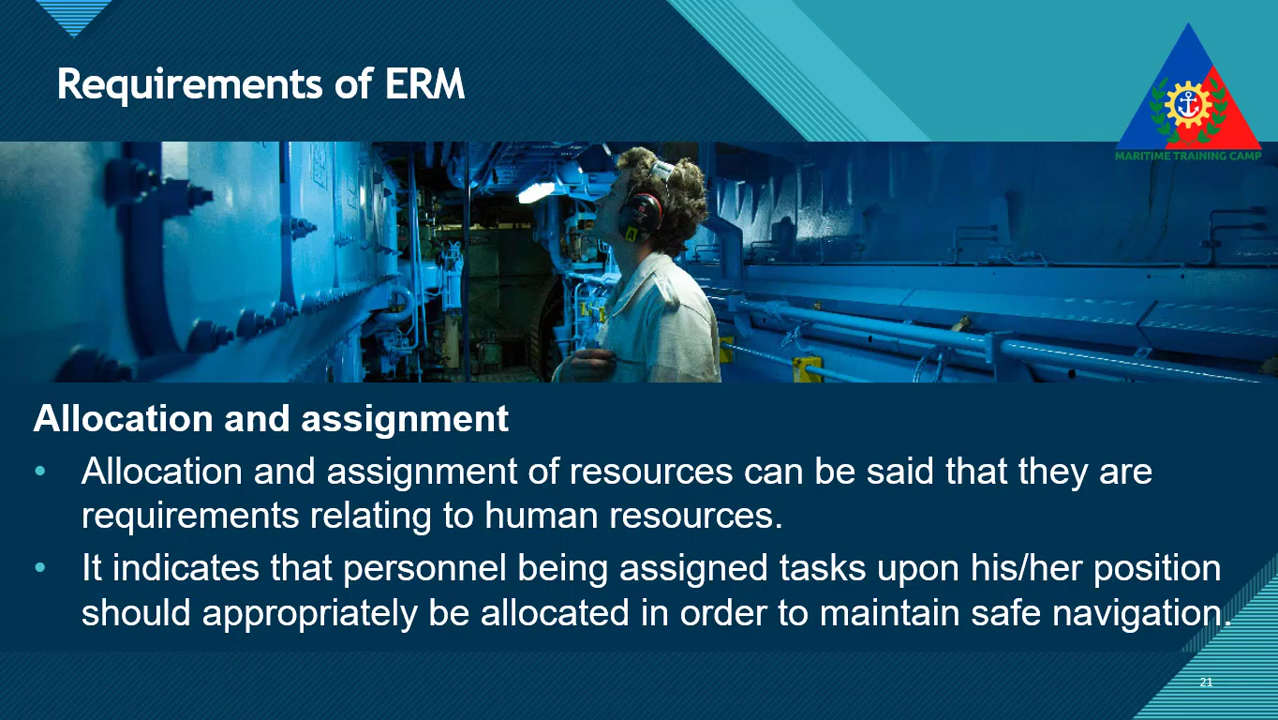 Requirements of ERM
MARITIME TRAINING CAMP
Allocation and assignment
• Allocation and assignment of resources can be said that they are
requirements relating to human resources.
• It indicates that personnel being assigned tasks upon his/her position
should appropriately be allocated in order to maintain safe navigation.
21